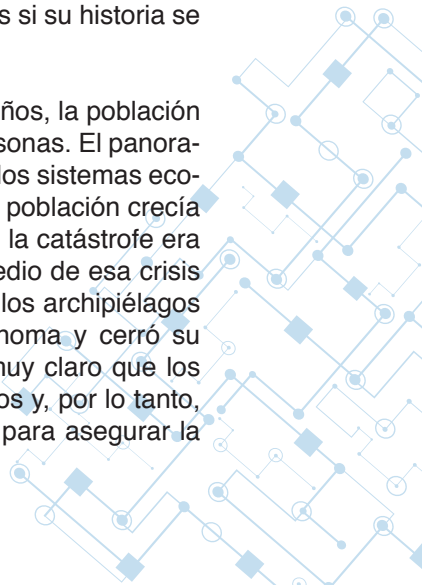 s si su historia se
ños, la población
sonas. El panora-
los sistemas eco-
población crecía
la catástrofe era
edio de esa crisis
los archipiélagos
noma y cerró su
nuy claro que los
os y, por lo tanto,
para asegurar la